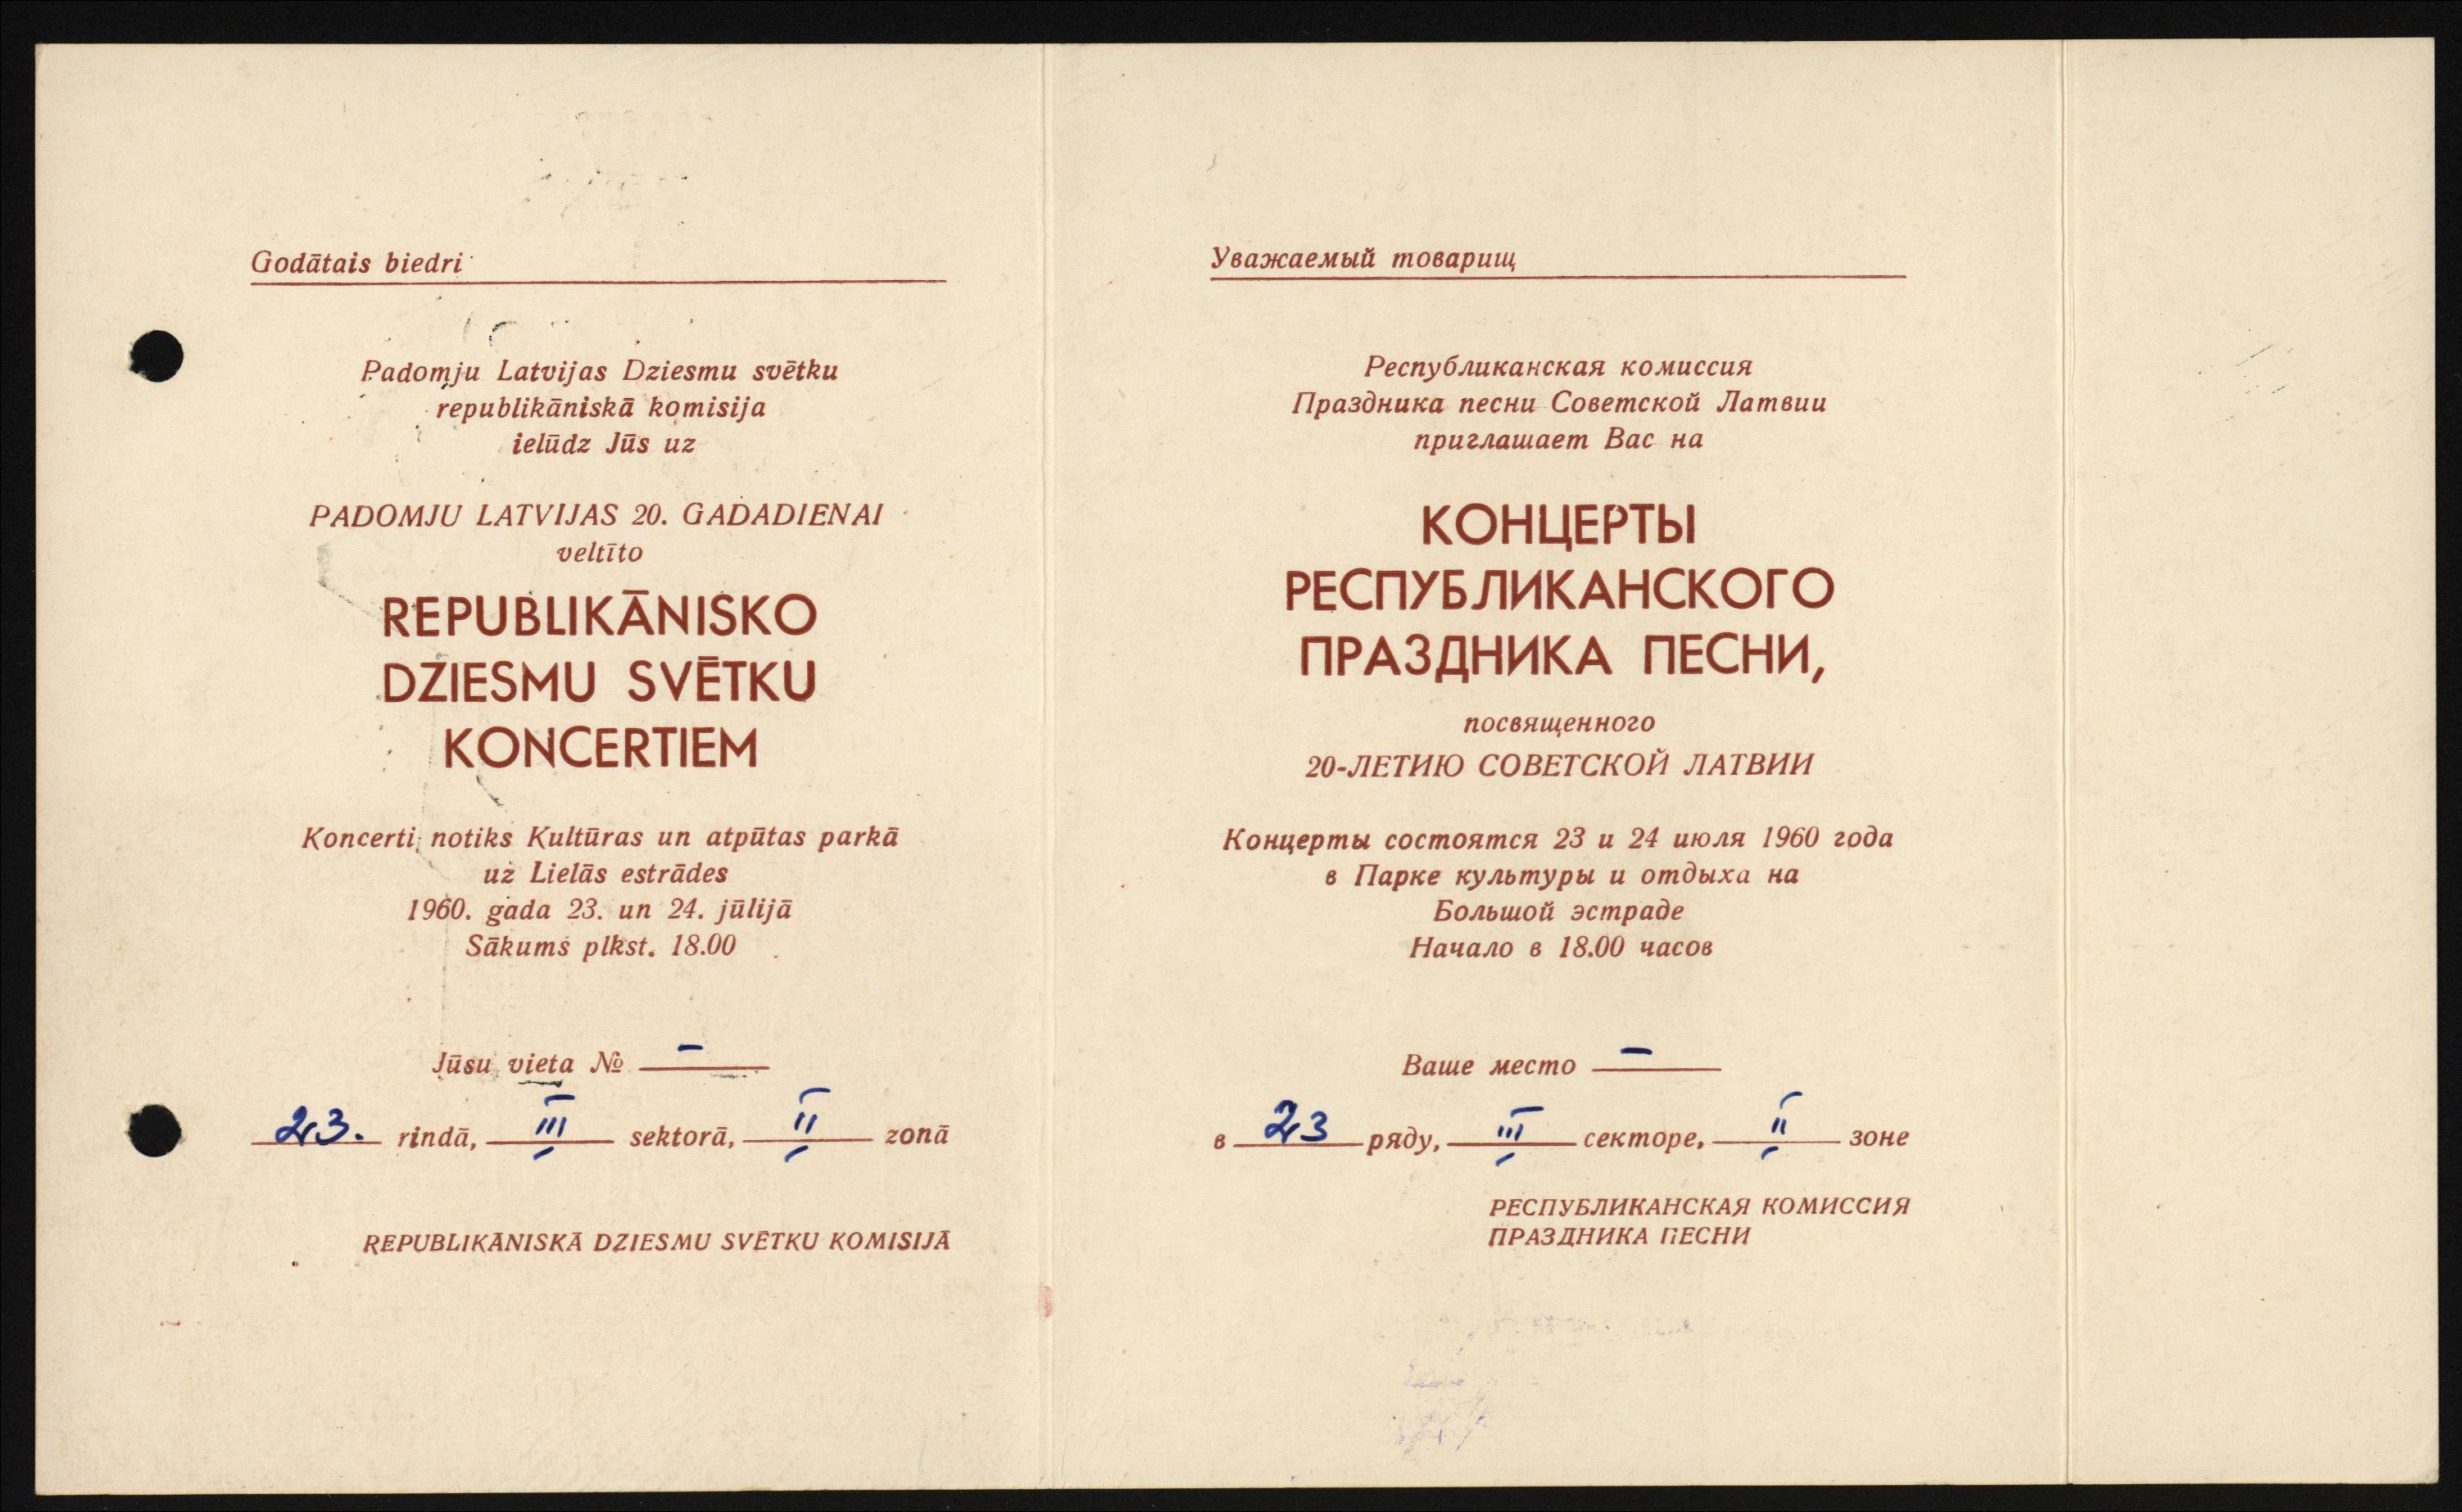 Godātais biedri
Padomju Latvijas Dziesmu svētku
republikāniskā komisija
ielūdz Jūs uz
PADOMJU LATVIJAS 20. GADADIENAI
veltīto
REPUBLIKĀNISKO
DZIESMU SVĒTKU
KONCERTIEM
Koncerti notiks Kultūras un atpūtas parkā
uz Lielās estrādes
1960. gada 23. un 24. jūlijā
Sākums plkst. 18.00
Jūsu vieta № –
23. rindā, III sektorā, II zonā
REPUBLIKĀNISKĀ DZIESMU SVĒTKU KOMISIJĀ
Уважаемый товарищ
Республиканская комиссия
Праздника песни Советской Латвии
приглашает Вас на
КОНЦЕРТЫ
РЕСПУБЛИКАНСКОГО
ПРАЗДНИКА ПЕСНИ,
посвященного
20-ЛЕТИЮ СОВЕТСКОЙ ЛАТВИИ
Концерты состоятся 23 и 24 июля 1960 года
в Парке культуры и отдыха на
Большой эстраде
Начало в 18.00 часов
Ваше место –
в 23 ряду, III секторе, II зоне
РЕСПУБЛИКАНСКАЯ КОМИССИЯ
ПРАЗДНИКА ПЕСНИ